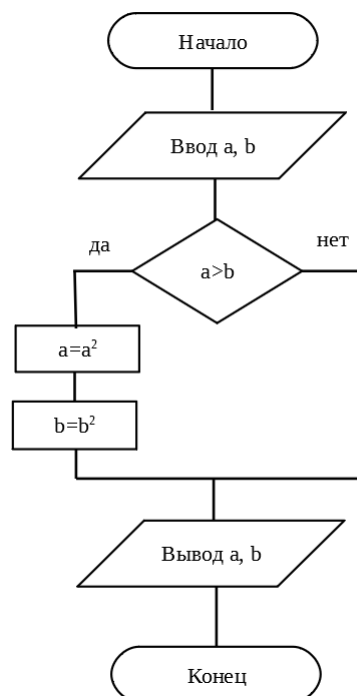 Начало
Ввод a, b
да
нет
a>b
a=a²
b=b²
Вывод a, b
Конец